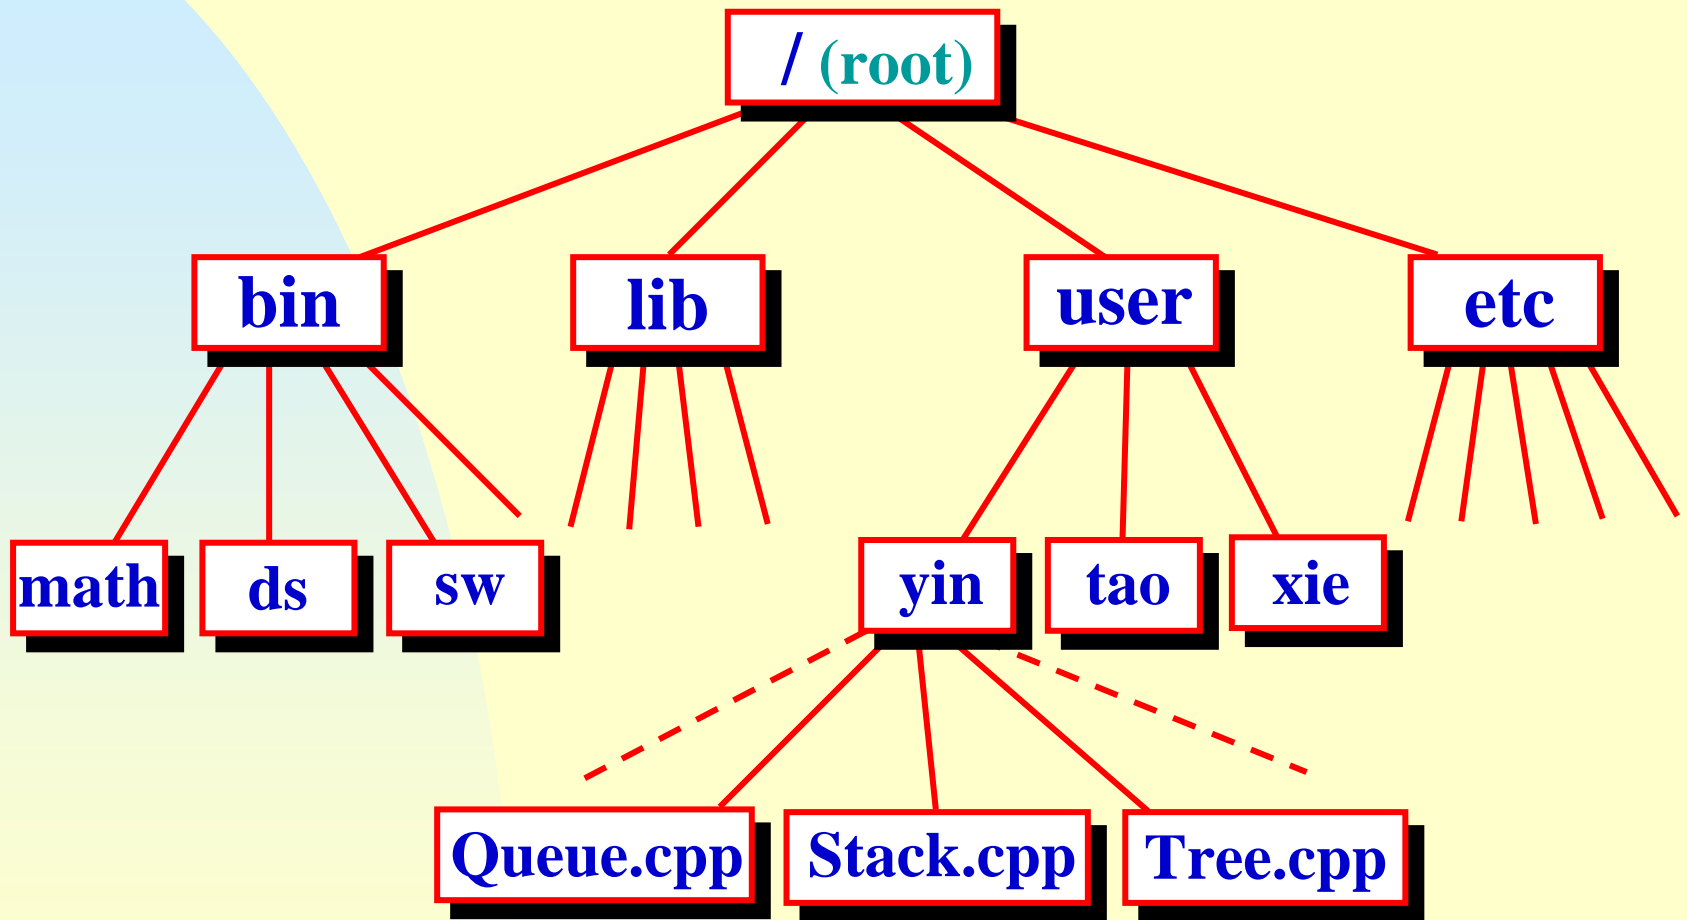 / (root)
bin
lib
user
etc
math
ds
sw
yin
tao
xie
Queue.cpp
Stack.cpp
Tree.cpp